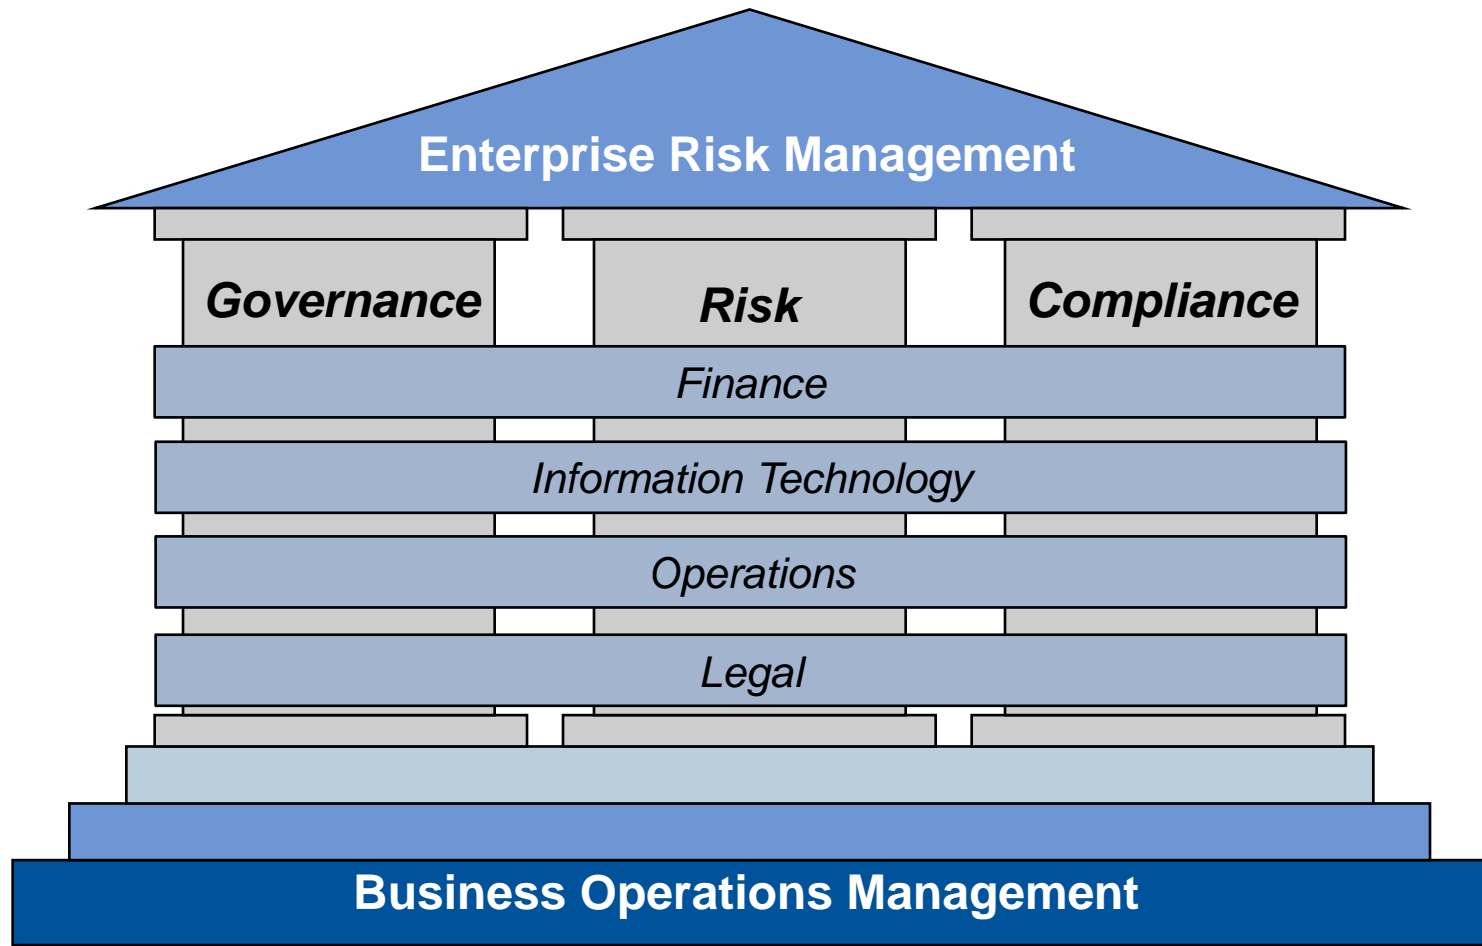 Enterprise Risk Management
Governance
Risk
Compliance
Finance
Information Technology
Operations
Legal
Business Operations Management